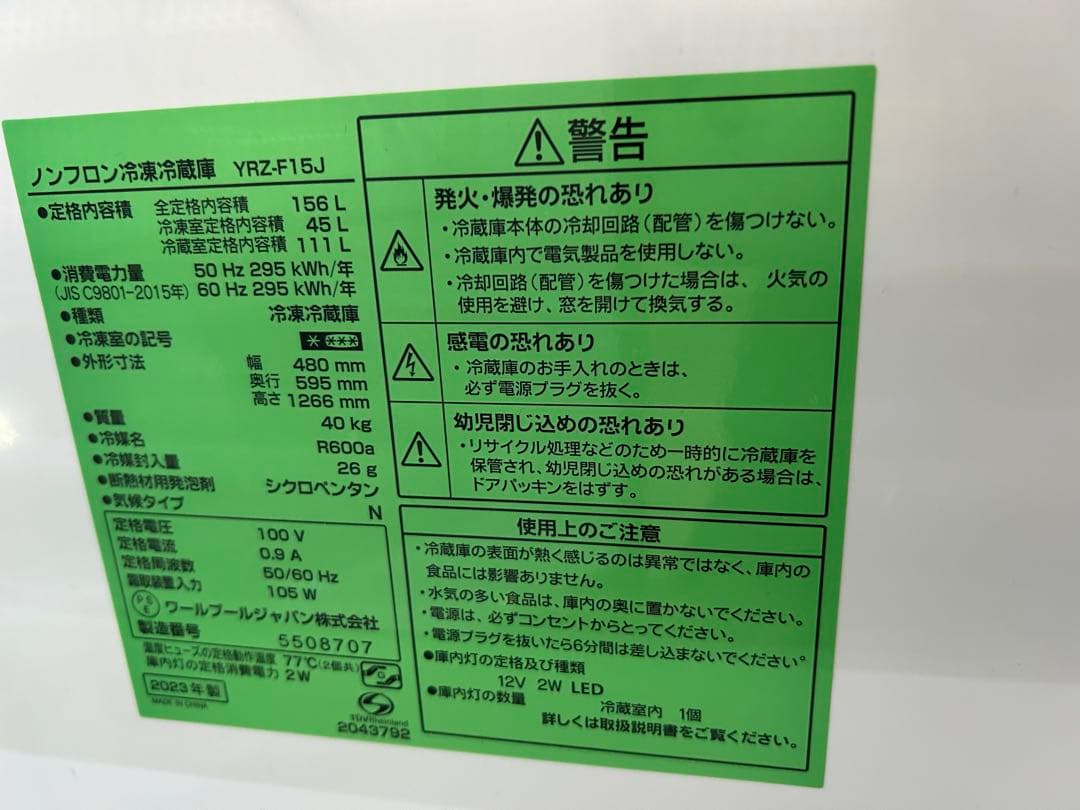 ノンフロン冷凍冷蔵庫 YRZ-F15J
●定格内容積 全定格内容積 156 L
冷凍室定格内容積 45 L
冷蔵室定格内容積 111 L
●消費電力量 50 Hz 295 kWh/年
(JIS C9801-2015年) 60 Hz 295 kWh/年
●種類 冷凍冷蔵庫
●冷凍室の記号
●外形寸法 幅 480 mm
奥行 595 mm
高さ 1266 mm
●質量 40 kg
●冷媒名 R600a
●冷媒封入量 26 g
●断熱材用発泡剤 シクロペンタン
●気候タイプ N
定格電圧 100 V
定格電流 0.9 A
定格周波数 50/60 Hz
霜取装置入力 105 W
PSE ワールプールジャパン株式会社
製造番号 5508707
温度ヒューズの定格動作温度 77℃(2個共)
庫内灯の定格消費電力 2W
2023年製
MADE IN CHINA
TÜVRheinland
2043792
警告
発火・爆発の恐れあり
・冷蔵庫本体の冷却回路(配管)を傷つけない。
・冷蔵庫内で電気製品を使用しない。
・冷却回路(配管)を傷つけた場合は、火気の
使用を避け、窓を開けて換気する。
感電の恐れあり
・冷蔵庫のお手入れのときは、
必ず電源プラグを抜く。
幼児閉じ込めの恐れあり
・リサイクル処理などのため一時的に冷蔵庫を
保管され、幼児閉じ込めの恐れがある場合は、
ドアパッキンをはずす。
使用上のご注意
・冷蔵庫の表面が熱く感じるのは異常ではなく、庫内の
食品には影響ありません。
・水気の多い食品は、庫内の奥に置かないでください。
・電源は、必ずコンセントからとってください。
・電源プラグを抜いたら6分間は差し込まないでください。
●庫内灯の定格及び種類
12V 2W LED
●庫内灯の数量
冷蔵室内 1個
詳しくは取扱説明書をご覧ください。